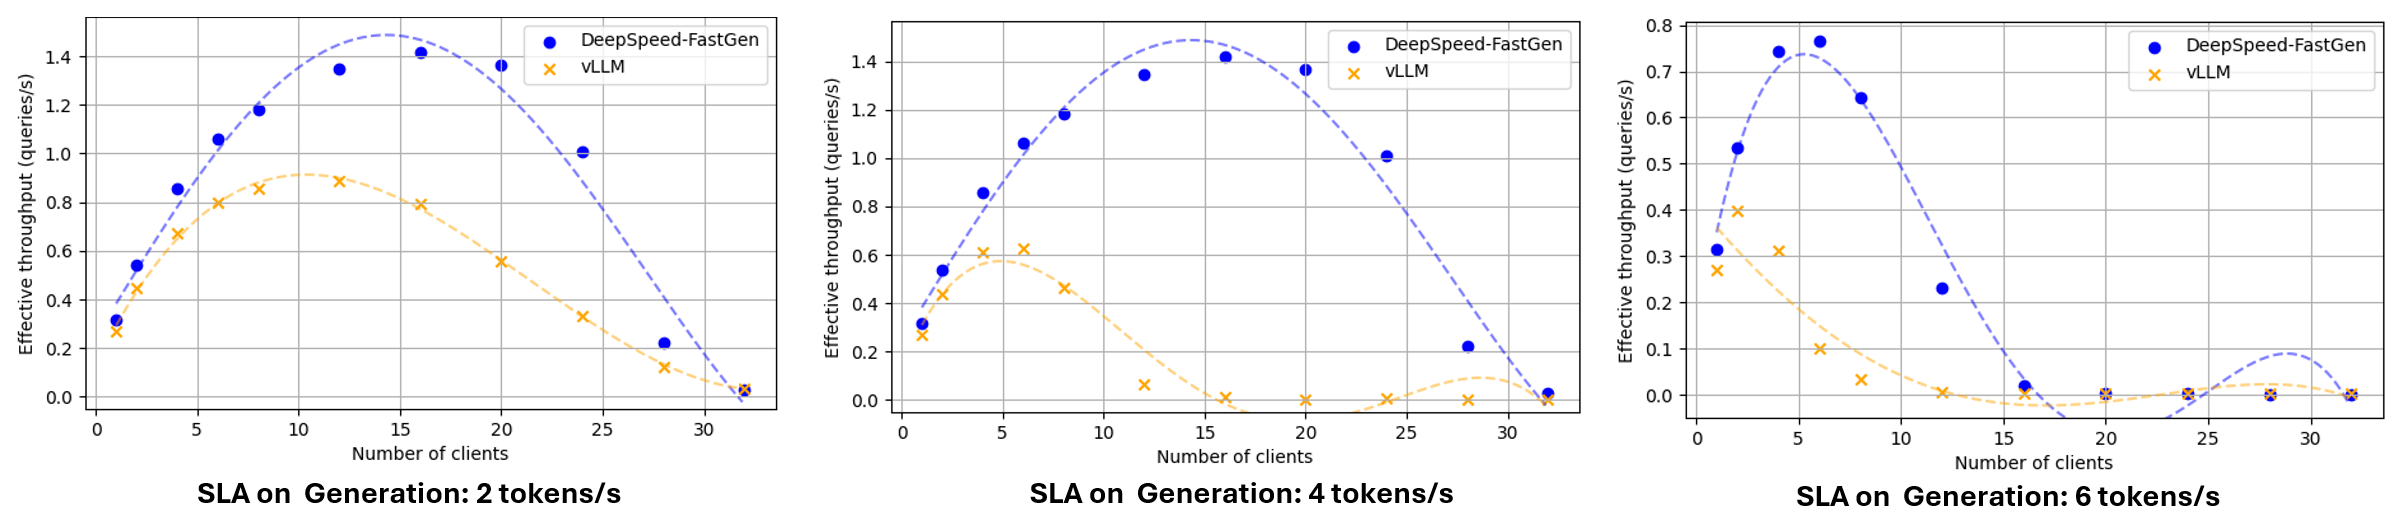 DeepSpeed-FastGen
vLLM
Effective throughput (queries/s)
1.4
1.2
1.0
0.8
0.6
0.4
0.2
0.0
0 5 10 15 20 25 30
Number of clients
SLA on Generation: 2 tokens/s
DeepSpeed-FastGen
vLLM
Effective throughput (queries/s)
1.4
1.2
1.0
0.8
0.6
0.4
0.2
0.0
0 5 10 15 20 25 30
Number of clients
SLA on Generation: 4 tokens/s
DeepSpeed-FastGen
vLLM
Effective throughput (queries/s)
0.8
0.7
0.6
0.5
0.4
0.3
0.2
0.1
0.0
0 5 10 15 20 25 30
Number of clients
SLA on Generation: 6 tokens/s